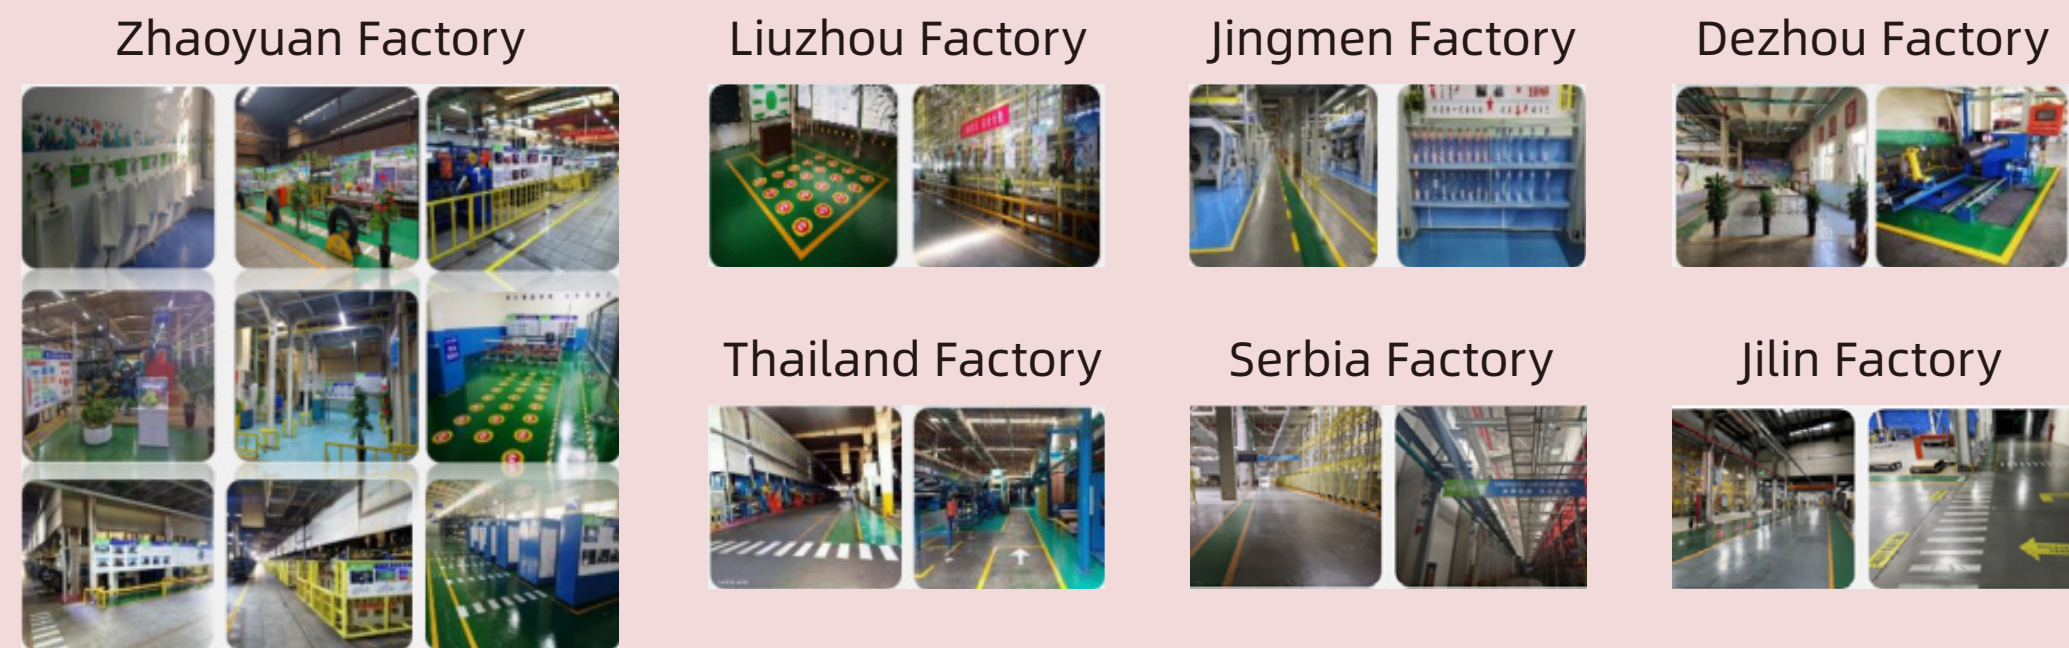 Zhaoyuan Factory
Liuzhou Factory
Jingmen Factory
Dezhou Factory
Thailand Factory
Serbia Factory
Jilin Factory